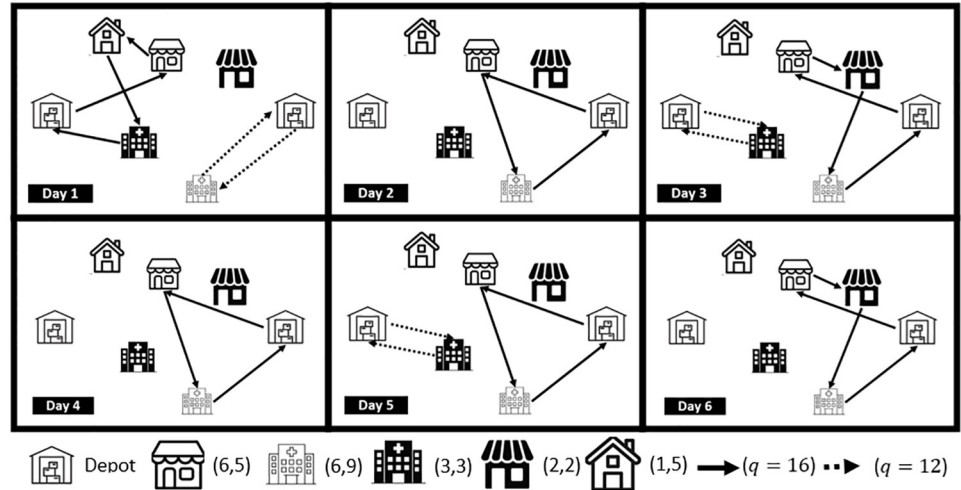 Day 1
Day 2
Day 3
Day 4
Day 5
Day 6
Depot (6,5) (6,9) (3,3) (2,2) (1,5) (q = 16) (q = 12)